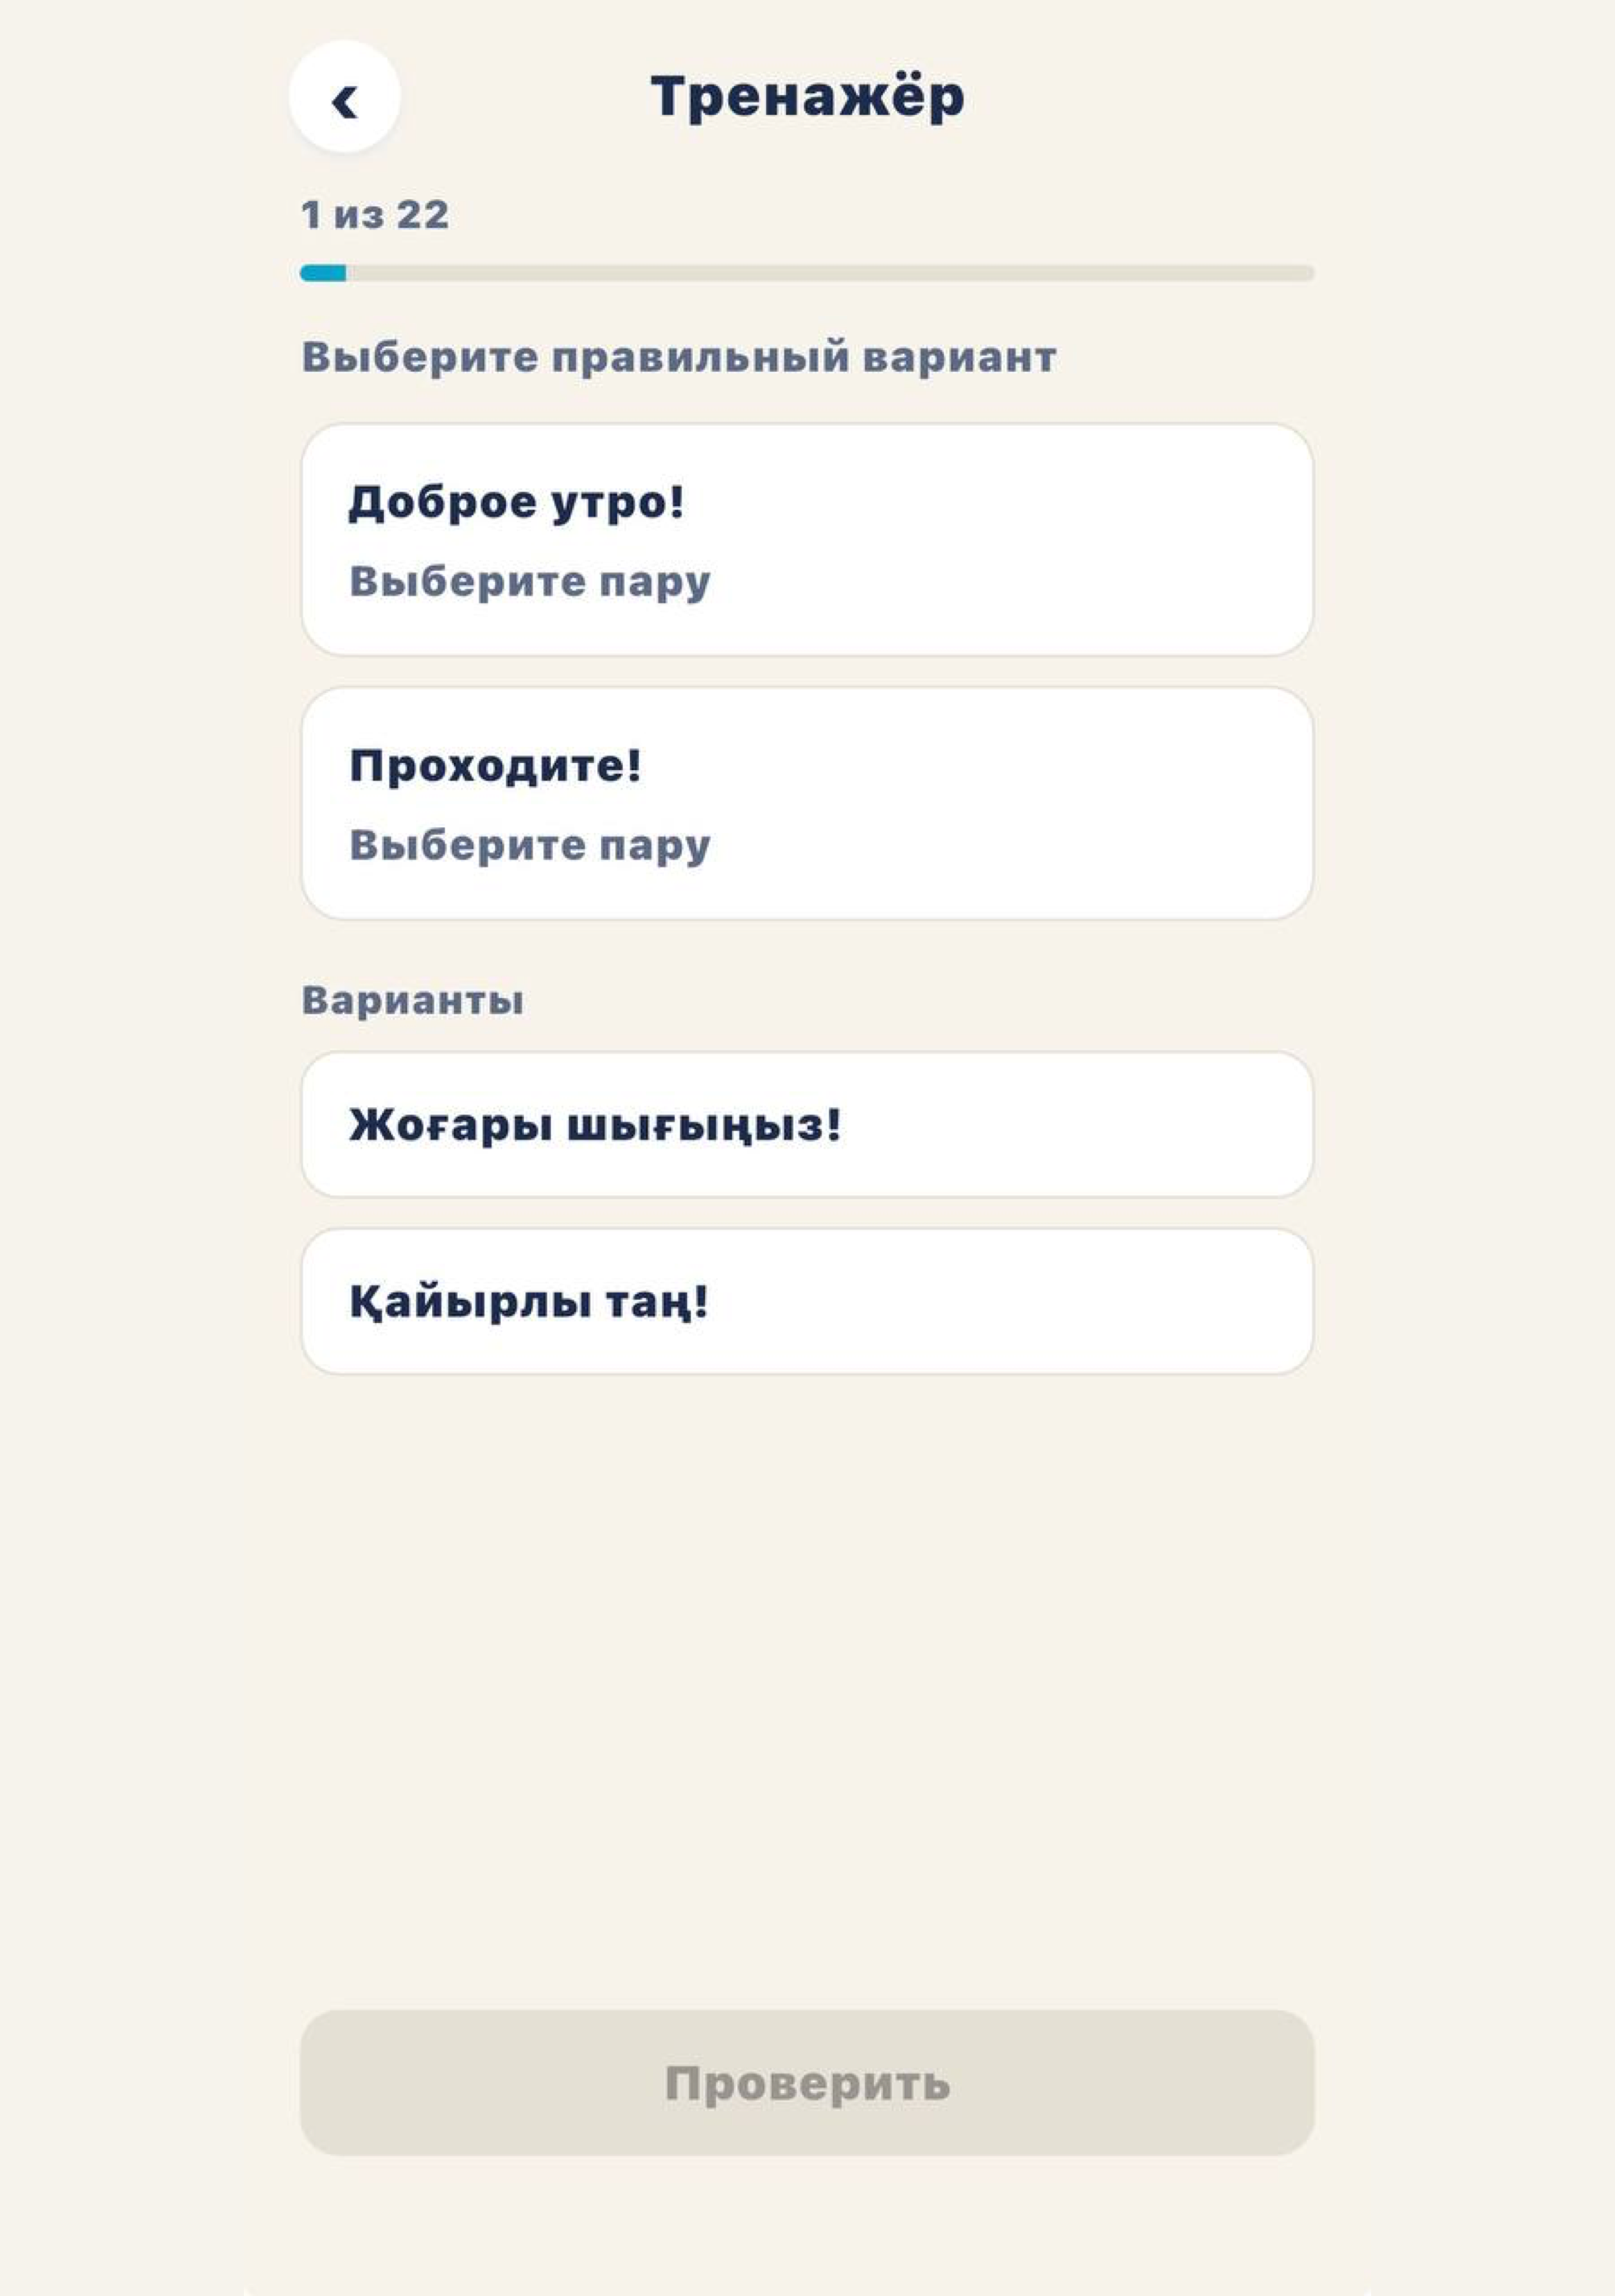 ‹
Тренажёр
1 из 22
Выберите правильный вариант
Доброе утро!
Выберите пару
Проходите!
Выберите пару
Варианты
Жоғары шығыңыз!
Қайырлы таң!
Проверить